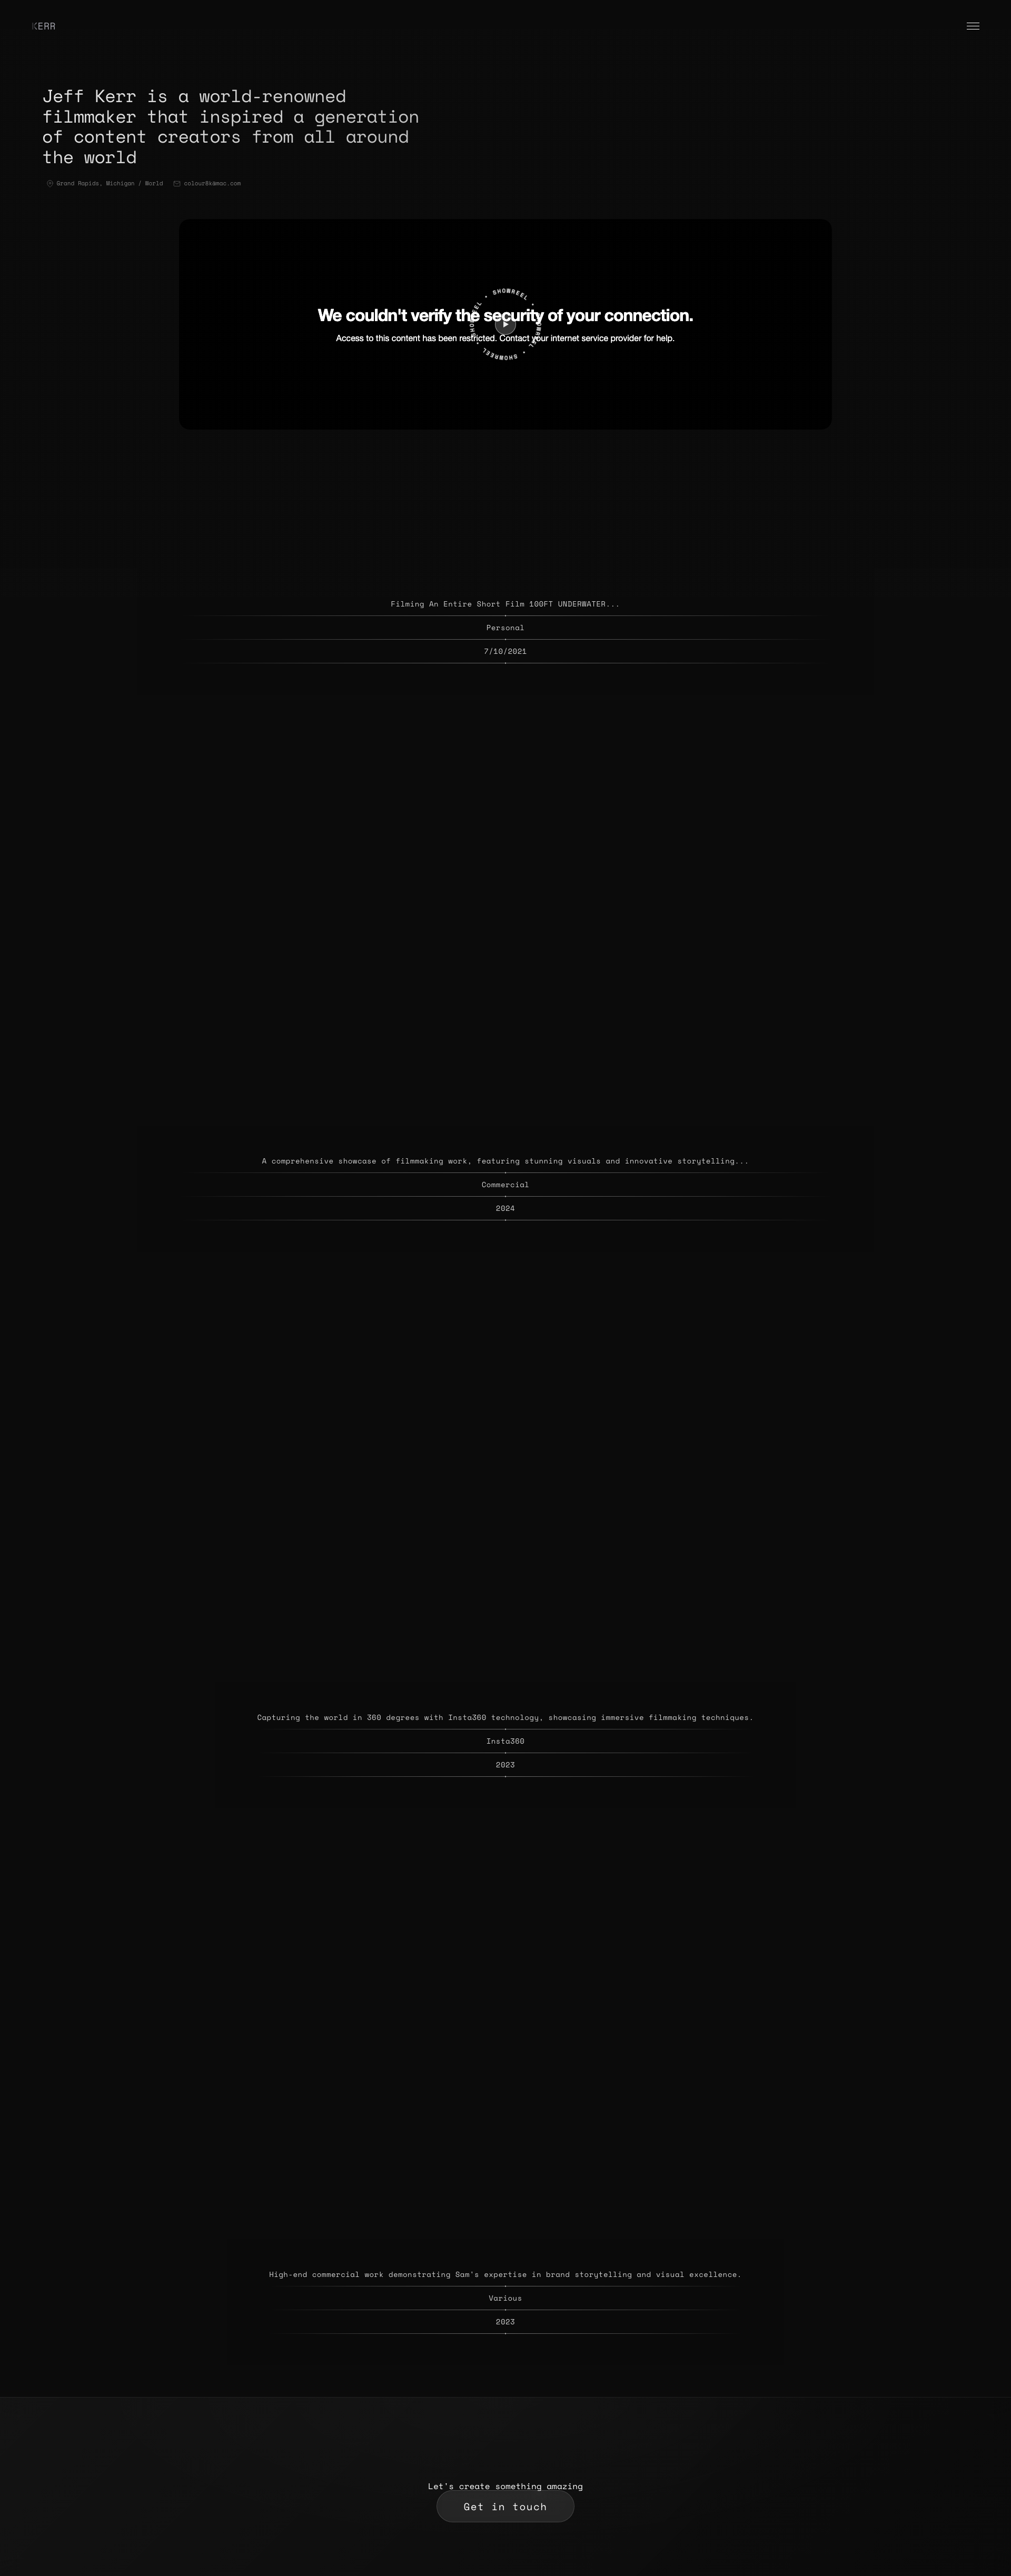 KERR
Jeff Kerr is a world-renowned
filmmaker that inspired a generation
of content creators from all around
the world
Grand Rapids, Michigan / World
SHOWREEL • SHOWREEL • SHOWREEL • SHOWREEL •
We couldn't verify the security of your connection.
Access to this content has been restricted. Contact your internet service provider for help.
Filming An Entire Short Film 100FT UNDERWATER...
Personal
7/10/2021
A comprehensive showcase of filmmaking work, featuring stunning visuals and innovative storytelling...
Commercial
2024
Capturing the world in 360 degrees with Insta360 technology, showcasing immersive filmmaking techniques.
Insta360
2023
High-end commercial work demonstrating Sam's expertise in brand storytelling and visual excellence.
Various
2023
Let's create something amazing
Get in touch